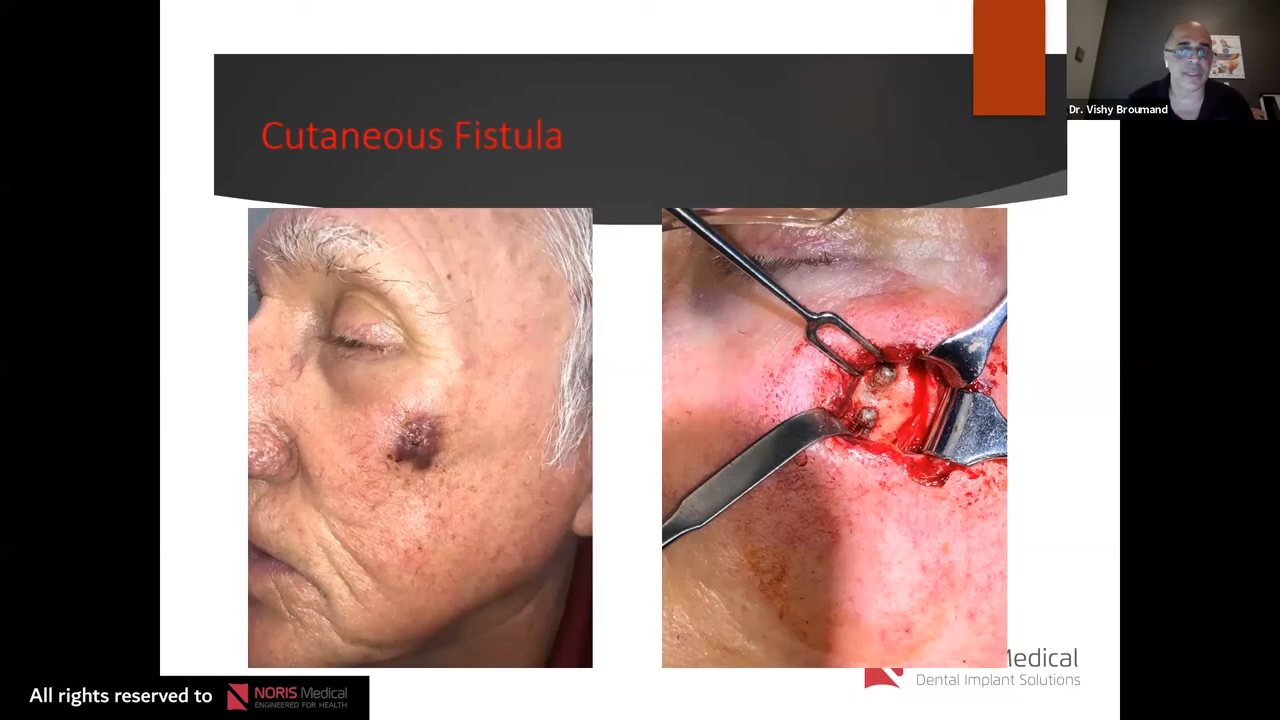 Dr. Vishy Broumand
Cutaneous Fistula
Medical
Dental Implant Solutions
All rights reserved to
NORIS Medical
ENGINEERED FOR HEALTH